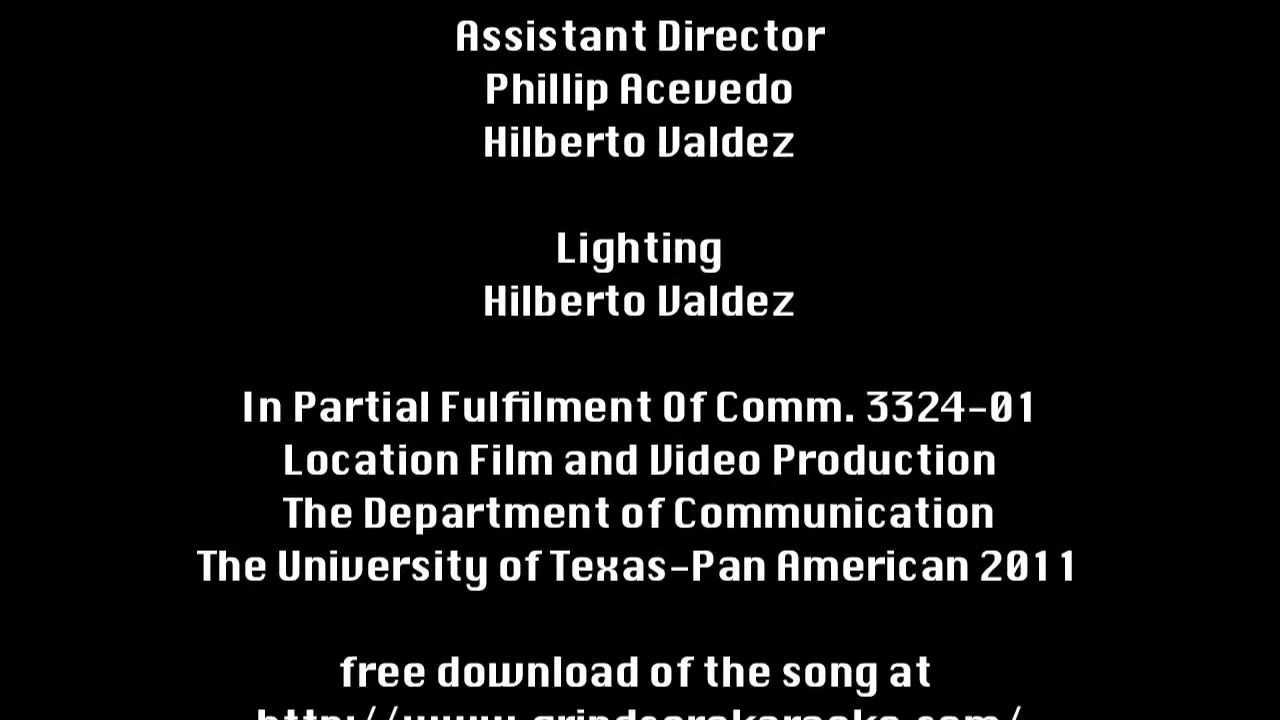 Assistant Director
Phillip Acevedo
Hilberto Valdez
Lighting
Hilberto Valdez
In Partial Fulfilment Of Comm. 3324-01
Location Film and Video Production
The Department of Communication
The University of Texas-Pan American 2011
free download of the song at